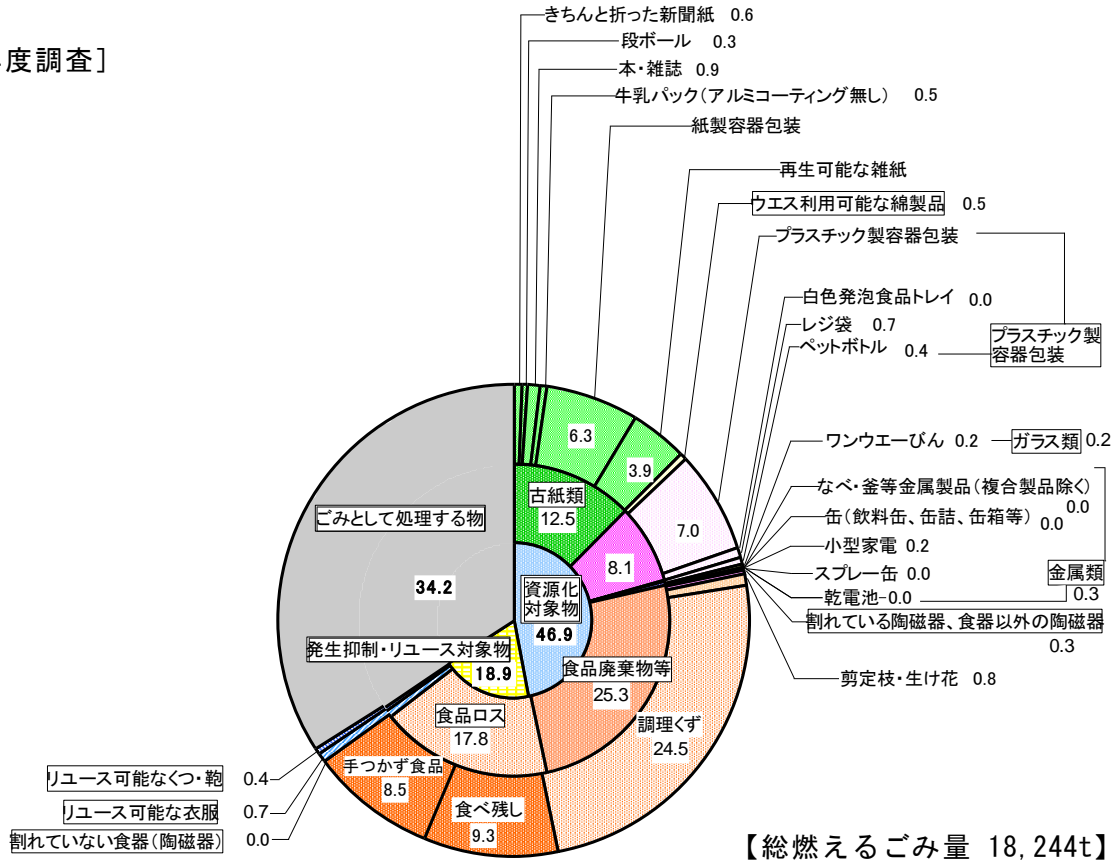 度調査]
きちんと折った新聞紙 0.6
段ボール 0.3
本・雑誌 0.9
牛乳パック(アルミコーティング無し) 0.5
紙製容器包装
再生可能な雑紙
ウエス利用可能な綿製品 0.5
プラスチック製容器包装
白色発泡食品トレイ 0.0
レジ袋 0.7
ペットボトル 0.4
プラスチック製
容器包装
ワンウエーびん 0.2
ガラス類 0.2
なべ・釜等金属製品(複合製品除く)
0.0
缶(飲料缶、缶詰、缶箱等) 0.0
小型家電 0.2
スプレー缶 0.0
金属類
0.3
乾電池 0.0
割れている陶磁器、食器以外の陶磁器
0.3
剪定枝・生け花 0.8
6.3
3.9
7.0
古紙類
12.5
8.1
ごみとして処理する物
34.2
資源化
対象物
46.9
発生抑制・リユース対象物
18.9
食品廃棄物等
25.3
食品ロス
17.8
調理くず
24.5
手つかず食品
8.5
食べ残し
9.3
リユース可能なくつ・鞄 0.4
リユース可能な衣服 0.7
割れていない食器(陶磁器) 0.0
【総燃えるごみ量 18,244t】